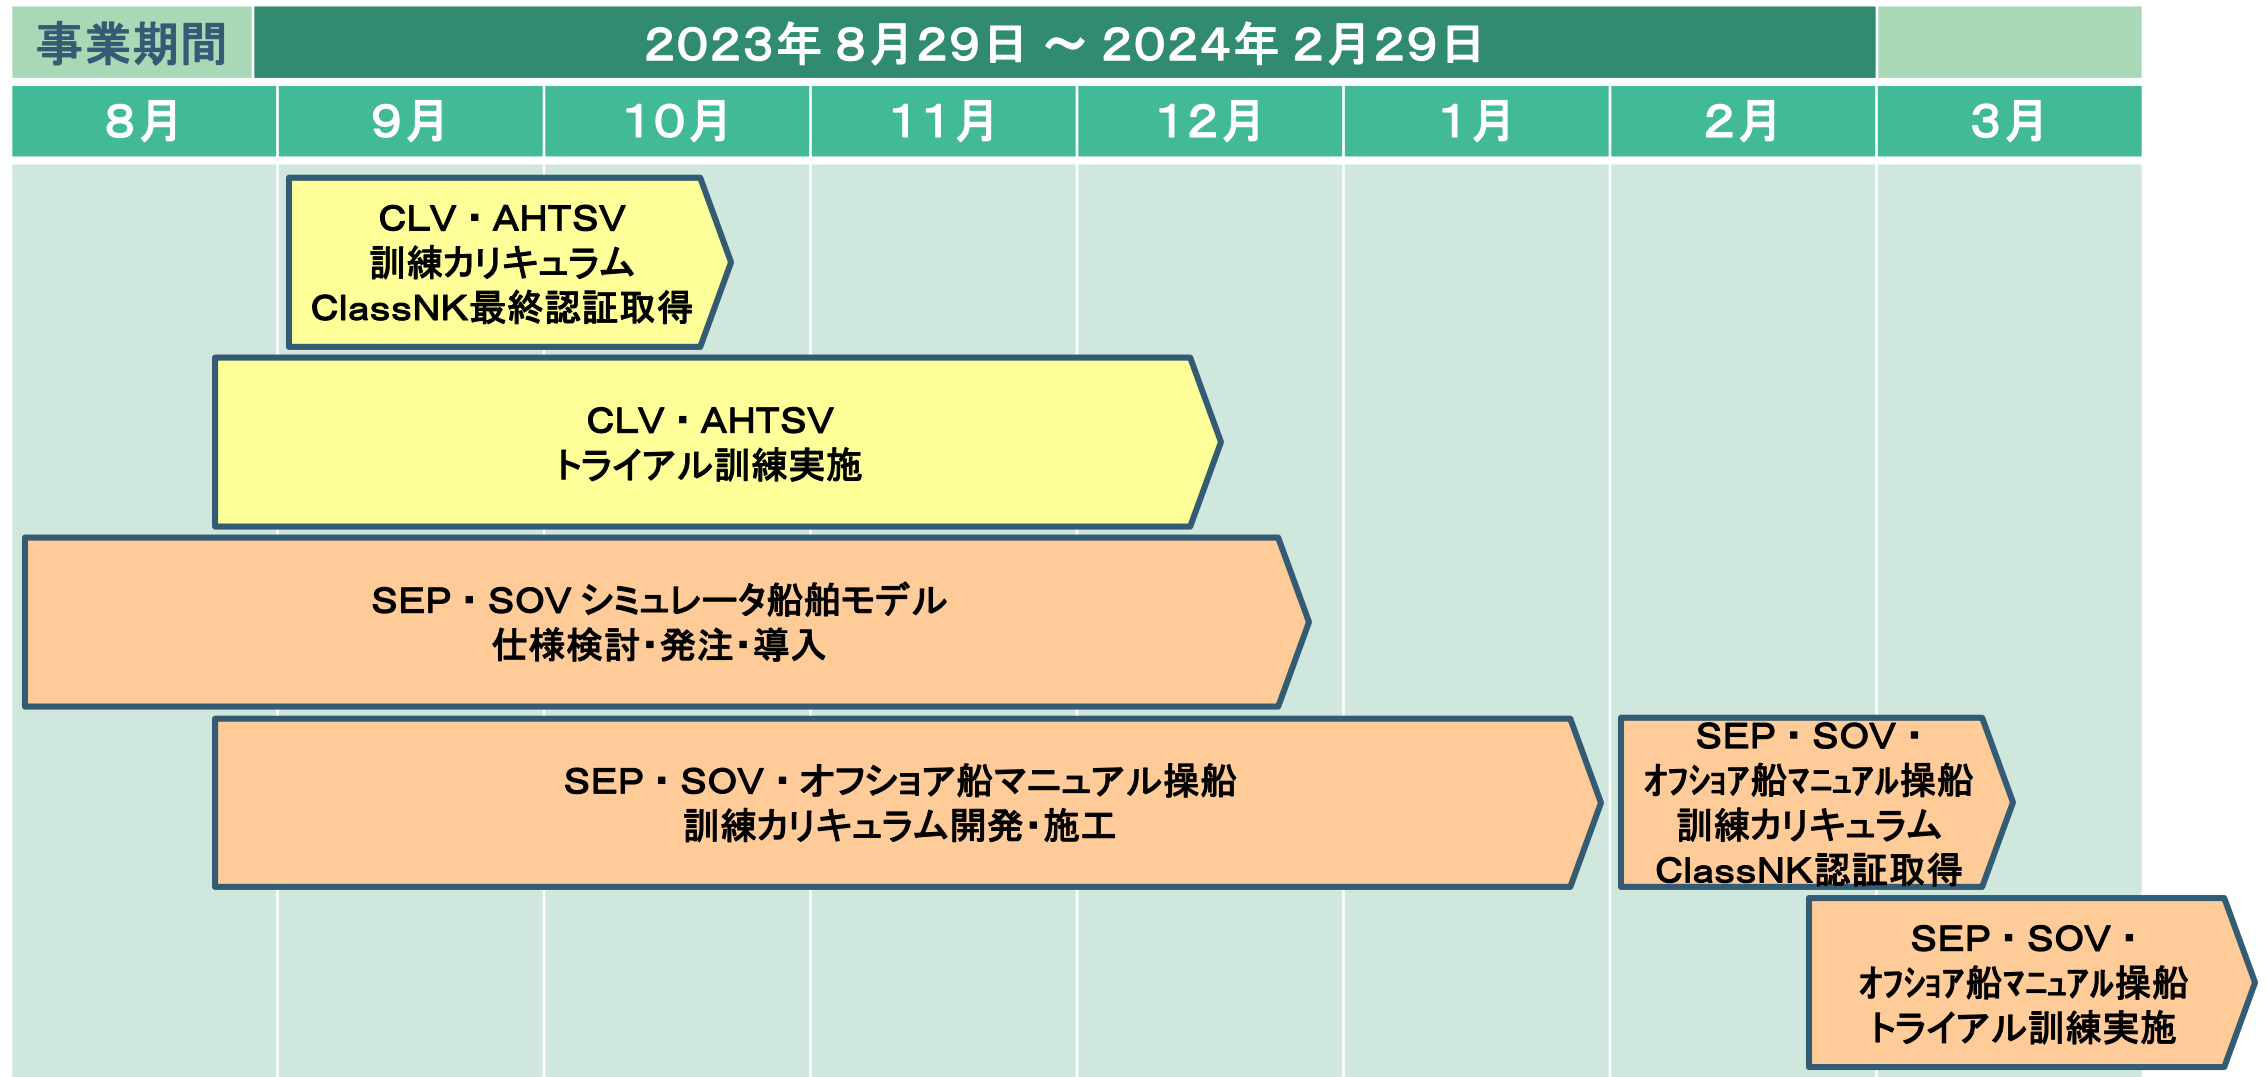 事業期間
2023年 8月29日 ～ 2024年 2月29日
8月
9月
10月
11月
12月
1月
2月
3月
CLV・AHTSV
訓練カリキュラム
ClassNK最終認証取得
CLV・AHTSV
トライアル訓練実施
SEP・SOV シミュレータ船舶モデル
仕様検討・発注・導入
SEP・SOV・オフショア船マニュアル操船
訓練カリキュラム開発・施工
SEP・SOV・
ｵﾌｼｮｱ船ﾏﾆｭｱﾙ操船
訓練カリキュラム
ClassNK認証取得
SEP・SOV・
ｵﾌｼｮｱ船ﾏﾆｭｱﾙ操船
トライアル訓練実施